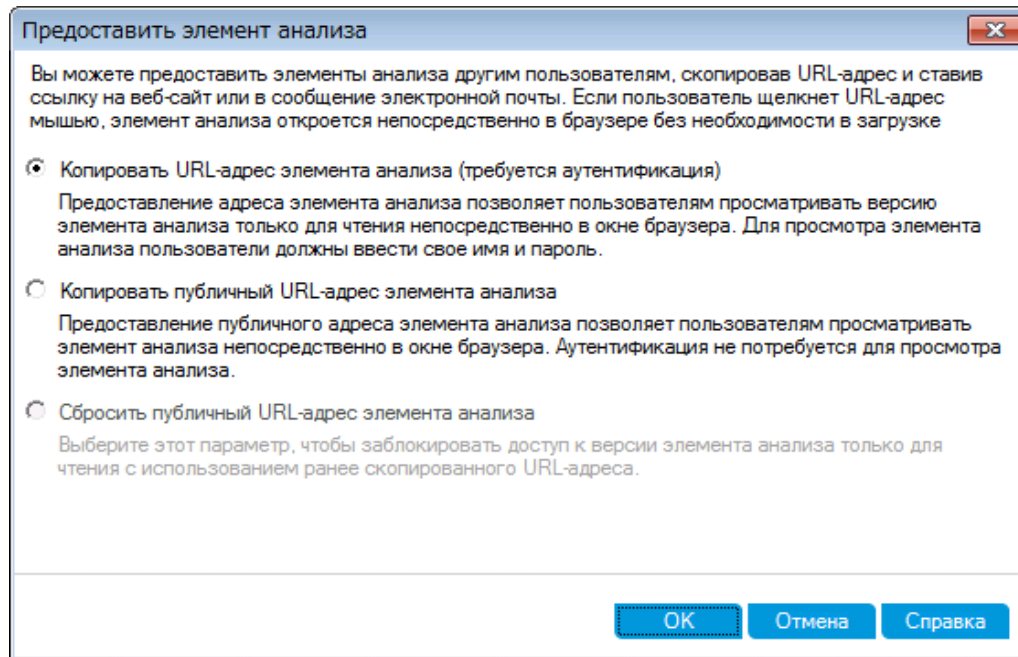 Предоставить элемент анализа
Вы можете предоставить элементы анализа другим пользователям, скопировав URL-адрес и ставив
ссылку на веб-сайт или в сообщение электронной почты. Если пользователь щелкнет URL-адрес
мышью, элемент анализа откроется непосредственно в браузере без необходимости в загрузке
Копировать URL-адрес элемента анализа (требуется аутентификация)
Предоставление адреса элемента анализа позволяет пользователям просматривать версию
элемента анализа только для чтения непосредственно в окне браузера. Для просмотра элемента
анализа пользователи должны ввести свое имя и пароль.
Копировать публичный URL-адрес элемента анализа
Предоставление публичного адреса элемента анализа позволяет пользователям просматривать
элемент анализа непосредственно в окне браузера. Аутентификация не потребуется для просмотра
элемента анализа.
Сбросить публичный URL-адрес элемента анализа
Выберите этот параметр, чтобы заблокировать доступ к версии элемента анализа только для
чтения с использованием ранее скопированного URL-адреса.
OK Отмена Справка